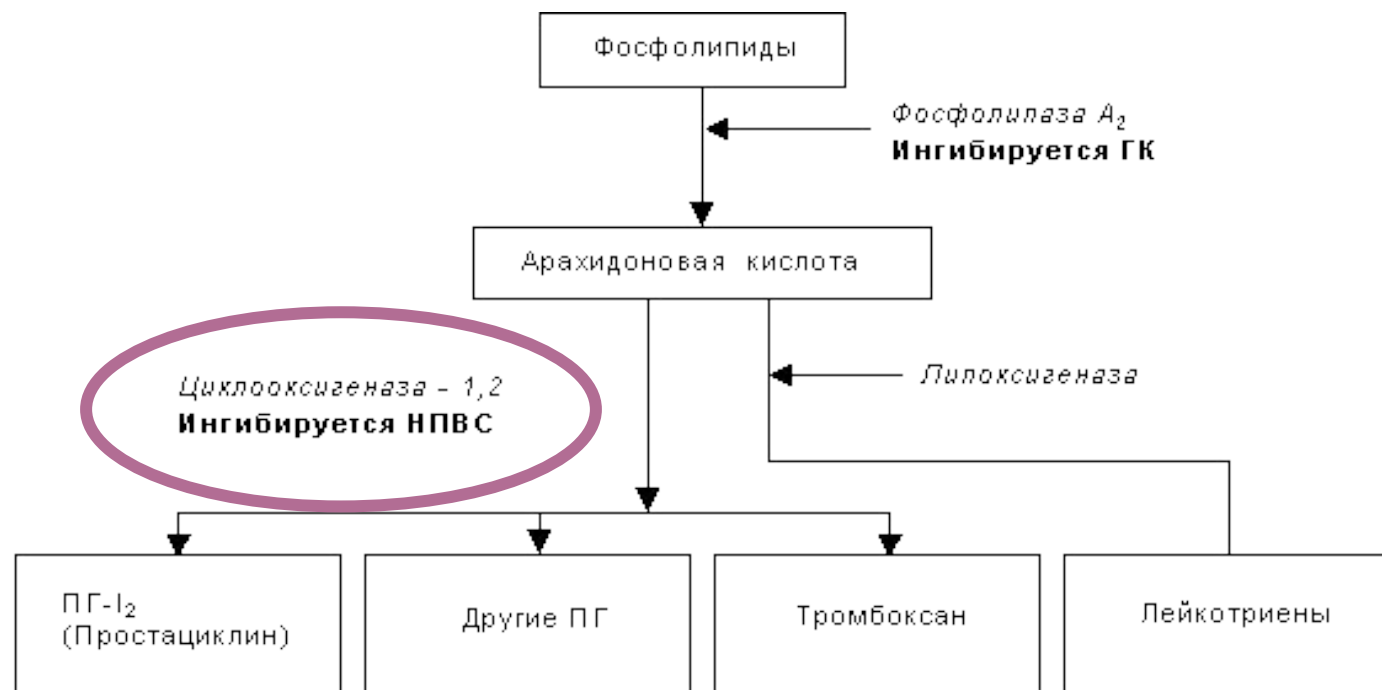 Фосфолипиды
Фосфолипаза А₂
Ингибируется ГК
Арахидоновая кислота
Циклооксигеназа – 1,2
Ингибируется НПВС
Липоксигеназа
ПГ-I₂
(Простациклин)
Другие ПГ
Тромбоксан
Лейкотриены